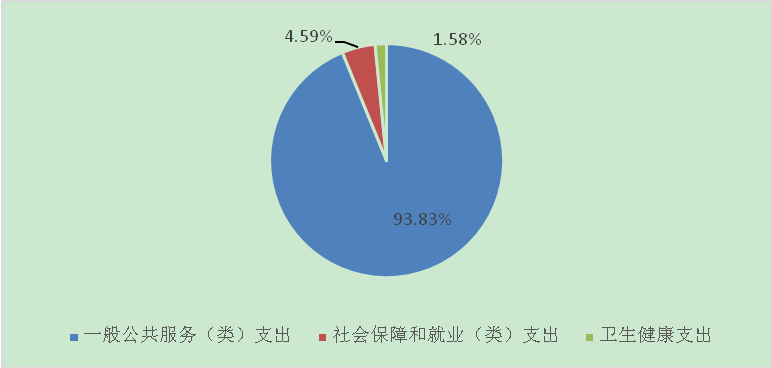 4.59%
1.58%
93.83%
一般公共服务（类）支出
社会保障和就业（类）支出
卫生健康支出